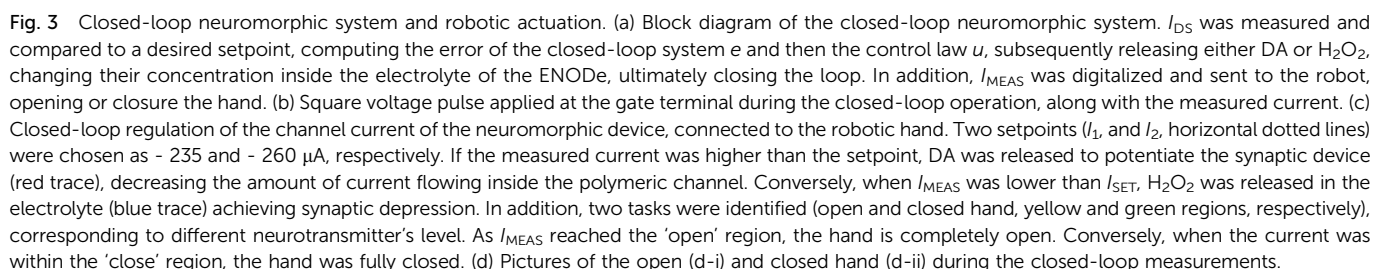 Fig. 3 Closed-loop neuromorphic system and robotic actuation. (a) Block diagram of the closed-loop neuromorphic system. I_DS was measured and
compared to a desired setpoint, computing the error of the closed-loop system e and then the control law u, subsequently releasing either DA or H₂O₂,
changing their concentration inside the electrolyte of the ENODe, ultimately closing the loop. In addition, I_MEAS was digitalized and sent to the robot,
opening or closure the hand. (b) Square voltage pulse applied at the gate terminal during the closed-loop operation, along with the measured current. (c)
Closed-loop regulation of the channel current of the neuromorphic device, connected to the robotic hand. Two setpoints (I₁, and I₂, horizontal dotted lines)
were chosen as - 235 and - 260 μA, respectively. If the measured current was higher than the setpoint, DA was released to potentiate the synaptic device
(red trace), decreasing the amount of current flowing inside the polymeric channel. Conversely, when I_MEAS was lower than I_SET, H₂O₂ was released in the
electrolyte (blue trace) achieving synaptic depression. In addition, two tasks were identified (open and closed hand, yellow and green regions, respectively),
corresponding to different neurotransmitter's level. As I_MEAS reached the 'open' region, the hand is completely open. Conversely, when the current was
within the 'close' region, the hand was fully closed. (d) Pictures of the open (d-i) and closed hand (d-ii) during the closed-loop measurements.